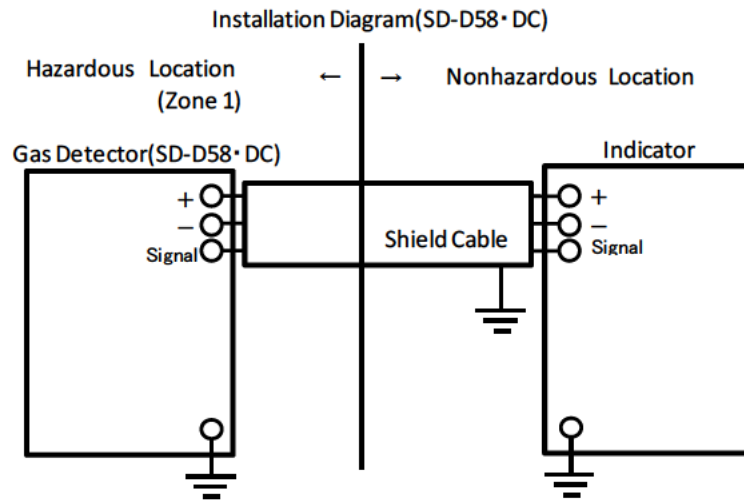 Installation Diagram(SD-D58・DC)
Hazardous Location
(Zone 1)
← →
Nonhazardous Location
Gas Detector(SD-D58・DC)
Indicator
+
−
Signal
Shield Cable
+
−
Signal